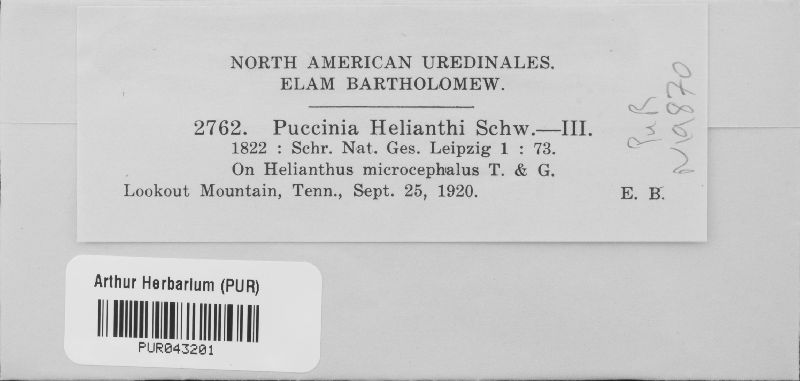 NORTH AMERICAN UREDINALES.
ELAM BARTHOLOMEW.
2762. Puccinia Helianthi Schw.—III.
1822 : Schr. Nat. Ges. Leipzig 1 : 73.
On Helianthus microcephalus T. & G.
Lookout Mountain, Tenn., Sept. 25, 1920. E. B.
PUR
N9870
Arthur Herbarium (PUR)
PUR043201